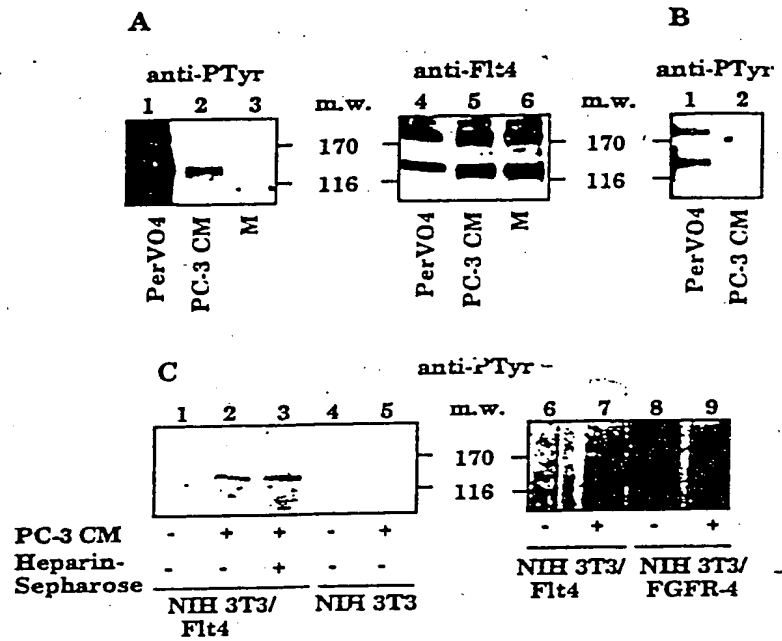 A
B
anti-PTyr
anti-Flt4
anti-PTyr
1 2 3 m.w. 4 5 6 m.w. 1 2
170 170
116 116
PerVO4
PC-3 CM
M
PerVO4
PC-3 CM
M
PerVO4
PC-3 CM
C
anti-PTyr
1 2 3 4 5 m.w. 6 7 8 9
170
116
PC-3 CM - + + - + - + - +
Heparin-
Sepharose - - + - -
NIH 3T3/
Flt4
NIH 3T3
NIH 3T3/
Flt4
NIH 3T3/
FGFR-4